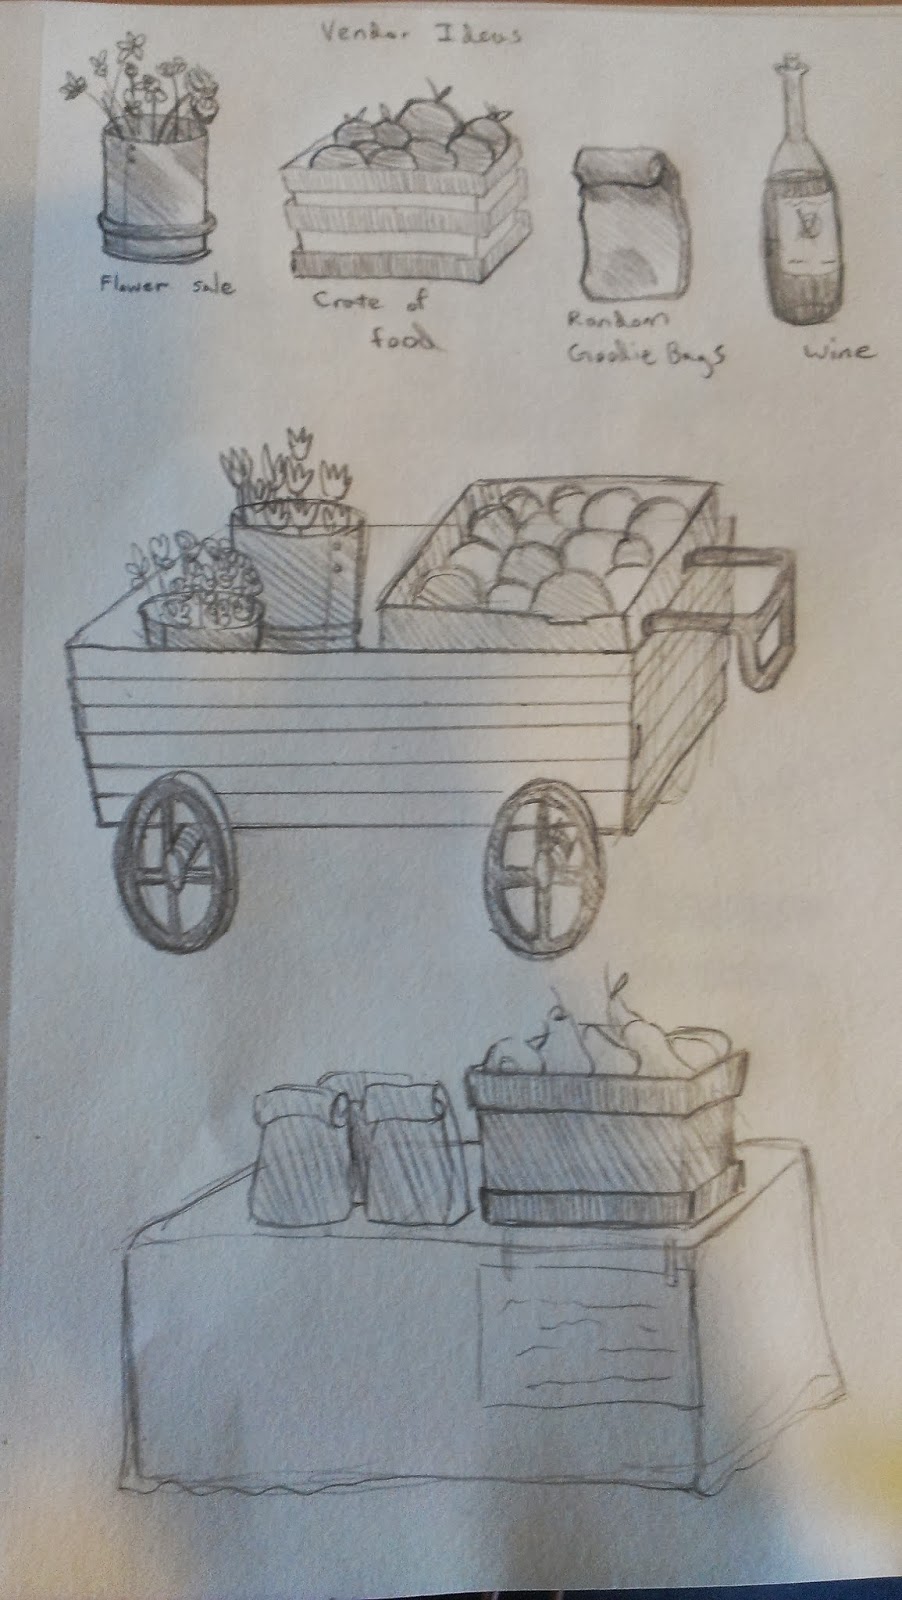 Vendor Ideas
Flower sale
Crate of
food
Random
Goodie Bags
Wine